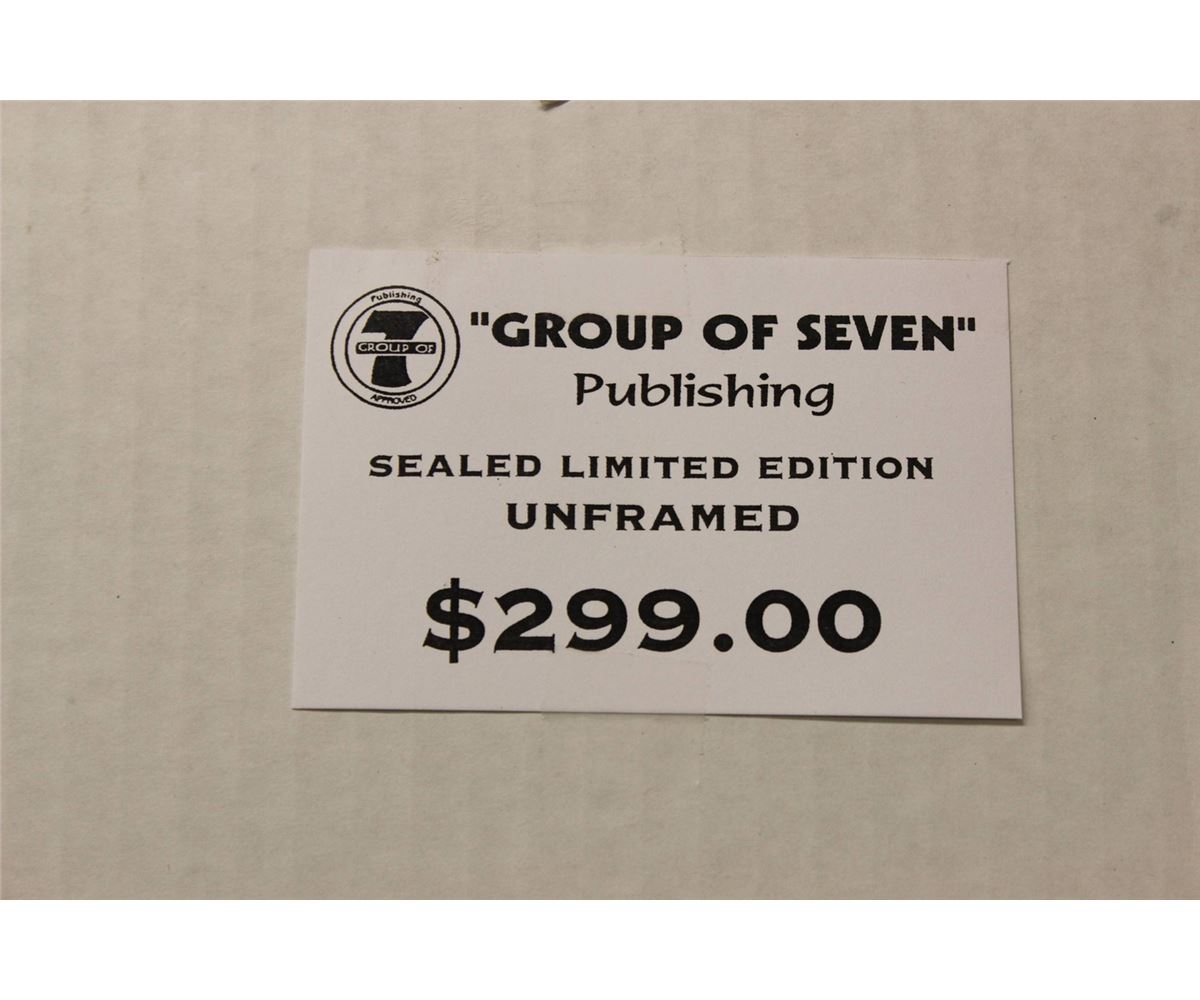 Publishing
GROUP OF
7
APPROVED
"GROUP OF SEVEN"
Publishing
SEALED LIMITED EDITION
UNFRAMED
$299.00